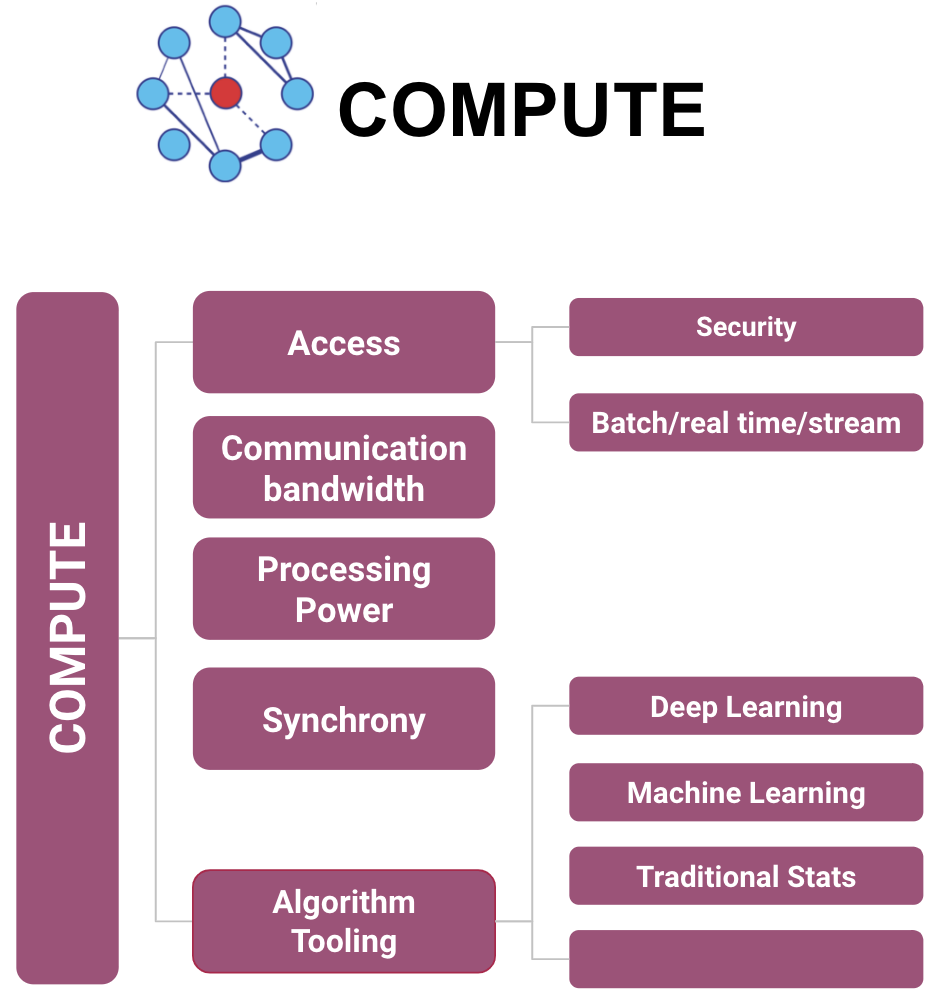 COMPUTE
COMPUTE
Access
Security
Batch/real time/stream
Communication
bandwidth
Processing
Power
Synchrony
Algorithm
Tooling
Deep Learning
Machine Learning
Traditional Stats